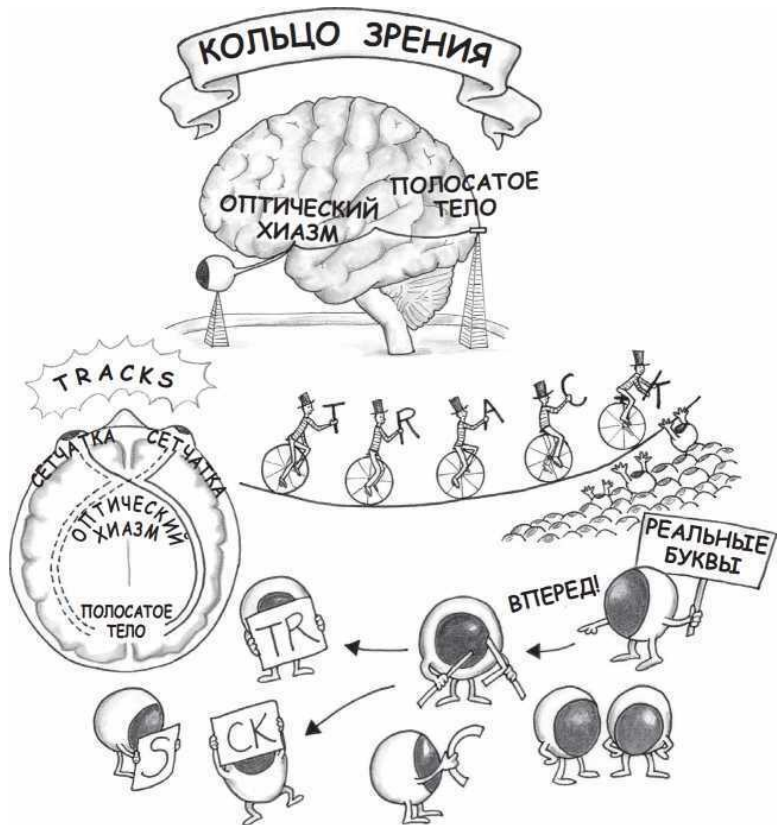 КОЛЬЦО ЗРЕНИЯ
ПОЛОСАТОЕ
ТЕЛО
ОПТИЧЕСКИЙ
ХИАЗМ
TRACKS
СЕТЧАТКА
СЕТЧАТКА
ОПТИЧЕСКИЙ
ХИАЗМ
ПОЛОСАТОЕ
ТЕЛО
T R A C K
РЕАЛЬНЫЕ
БУКВЫ
ВПЕРЕД!
TR
S
CK